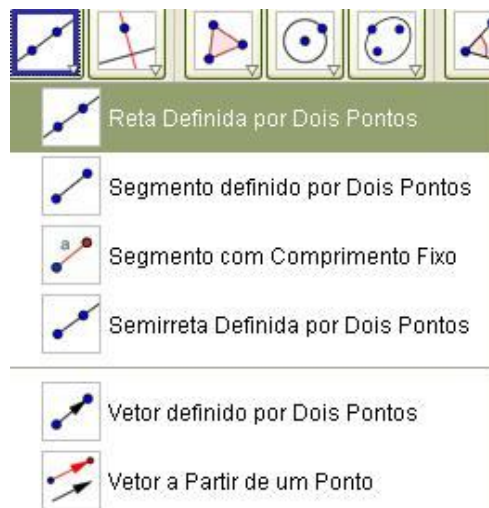 Reta Definida por Dois Pontos
Segmento definido por Dois Pontos
a
Segmento com Comprimento Fixo
Semirreta Definida por Dois Pontos
Vetor definido por Dois Pontos
Vetor a Partir de um Ponto